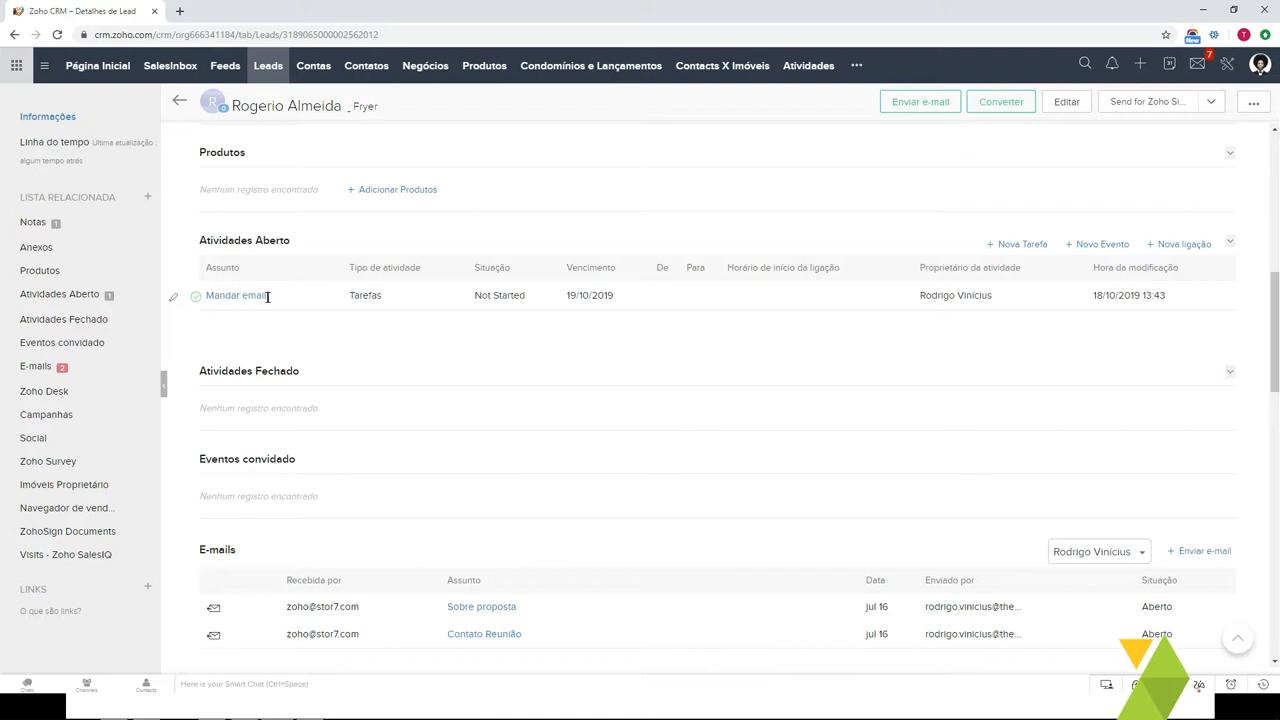 Zoho CRM - Detalhes de Lead
crm.zoho.com/crm/org666341184/tab/Leads/3189065000002562012
New
T
Página Inicial SalesInbox Feeds Leads Contas Contatos Negócios Produtos Condomínios e Lançamentos Contacts X Imóveis Atividades 7
R Rogerio Almeida _ Fryer
Enviar e-mail Converter Editar Send for Zoho Si...
Informações
Linha do tempo Última atualização :
algum tempo atrás
LISTA RELACIONADA +
Notas 1
Anexos
Produtos
Atividades Aberto 1
Atividades Fechado
Eventos convidado
E-mails 2
Zoho Desk
Campanhas
Social
Zoho Survey
Imóveis Proprietário
Navegador de vend...
ZohoSign Documents
Visits - Zoho SalesIQ
LINKS +
O que são links?
Produtos
Nenhum registro encontrado + Adicionar Produtos
Atividades Aberto
+ Nova Tarefa + Novo Evento + Nova ligação
Assunto Tipo de atividade Situação Vencimento De Para Horário de início da ligação Proprietário da atividade Hora da modificação
Mandar email Tarefas Not Started 19/10/2019 Rodrigo Vinícius 18/10/2019 13:43
Atividades Fechado
Nenhum registro encontrado
Eventos convidado
Nenhum registro encontrado
E-mails
Rodrigo Vinícius + Enviar e-mail
Recebida por Assunto Data Enviado por Situação
zoho@stor7.com Sobre proposta jul 16 rodrigo.vinicius@the... Aberto
zoho@stor7.com Contato Reunião jul 16 rodrigo.vinicius@the... Aberto
Chats Channels Contacts Here is your Smart Chat (Ctrl+Space)